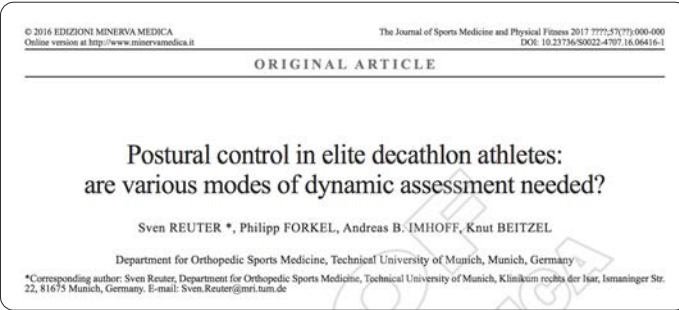 © 2016 EDIZIONI MINERVA MEDICA
Online version at http://www.minervamedica.it
The Journal of Sports Medicine and Physical Fitness 2017 ????;57(??):000-000
DOI: 10.23736/S0022-4707.16.06416-1
ORIGINAL ARTICLE
Postural control in elite decathlon athletes:
are various modes of dynamic assessment needed?
Sven REUTER *, Philipp FORKEL, Andreas B. IMHOFF, Knut BEITZEL
Department for Orthopedic Sports Medicine, Technical University of Munich, Munich, Germany
*Corresponding author: Sven Reuter, Department for Orthopedic Sports Medicine, Technical University of Munich, Klinikum rechts der Isar, Ismaninger Str.
22, 81675 Munich, Germany. E-mail: Sven.Reuter@mri.tum.de
OF
ICA